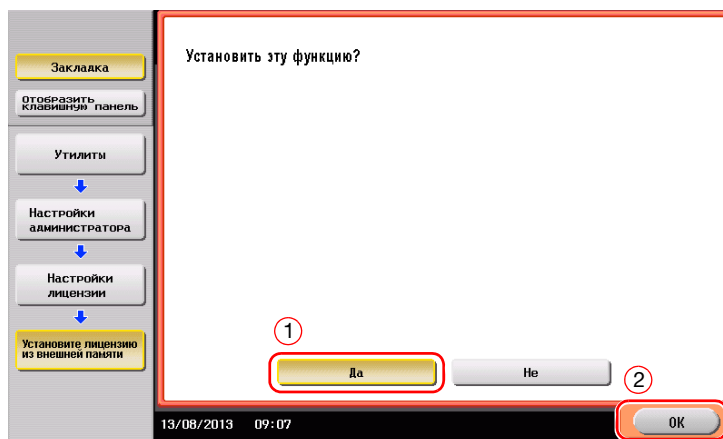 Закладка
Отобразить
клавишную панель
Утилиты
Настройки
администратора
Настройки
лицензии
Установите лицензию
из внешней памяти
Установить эту функцию?
1
Да
Не
2
13/08/2013 09:07
OK